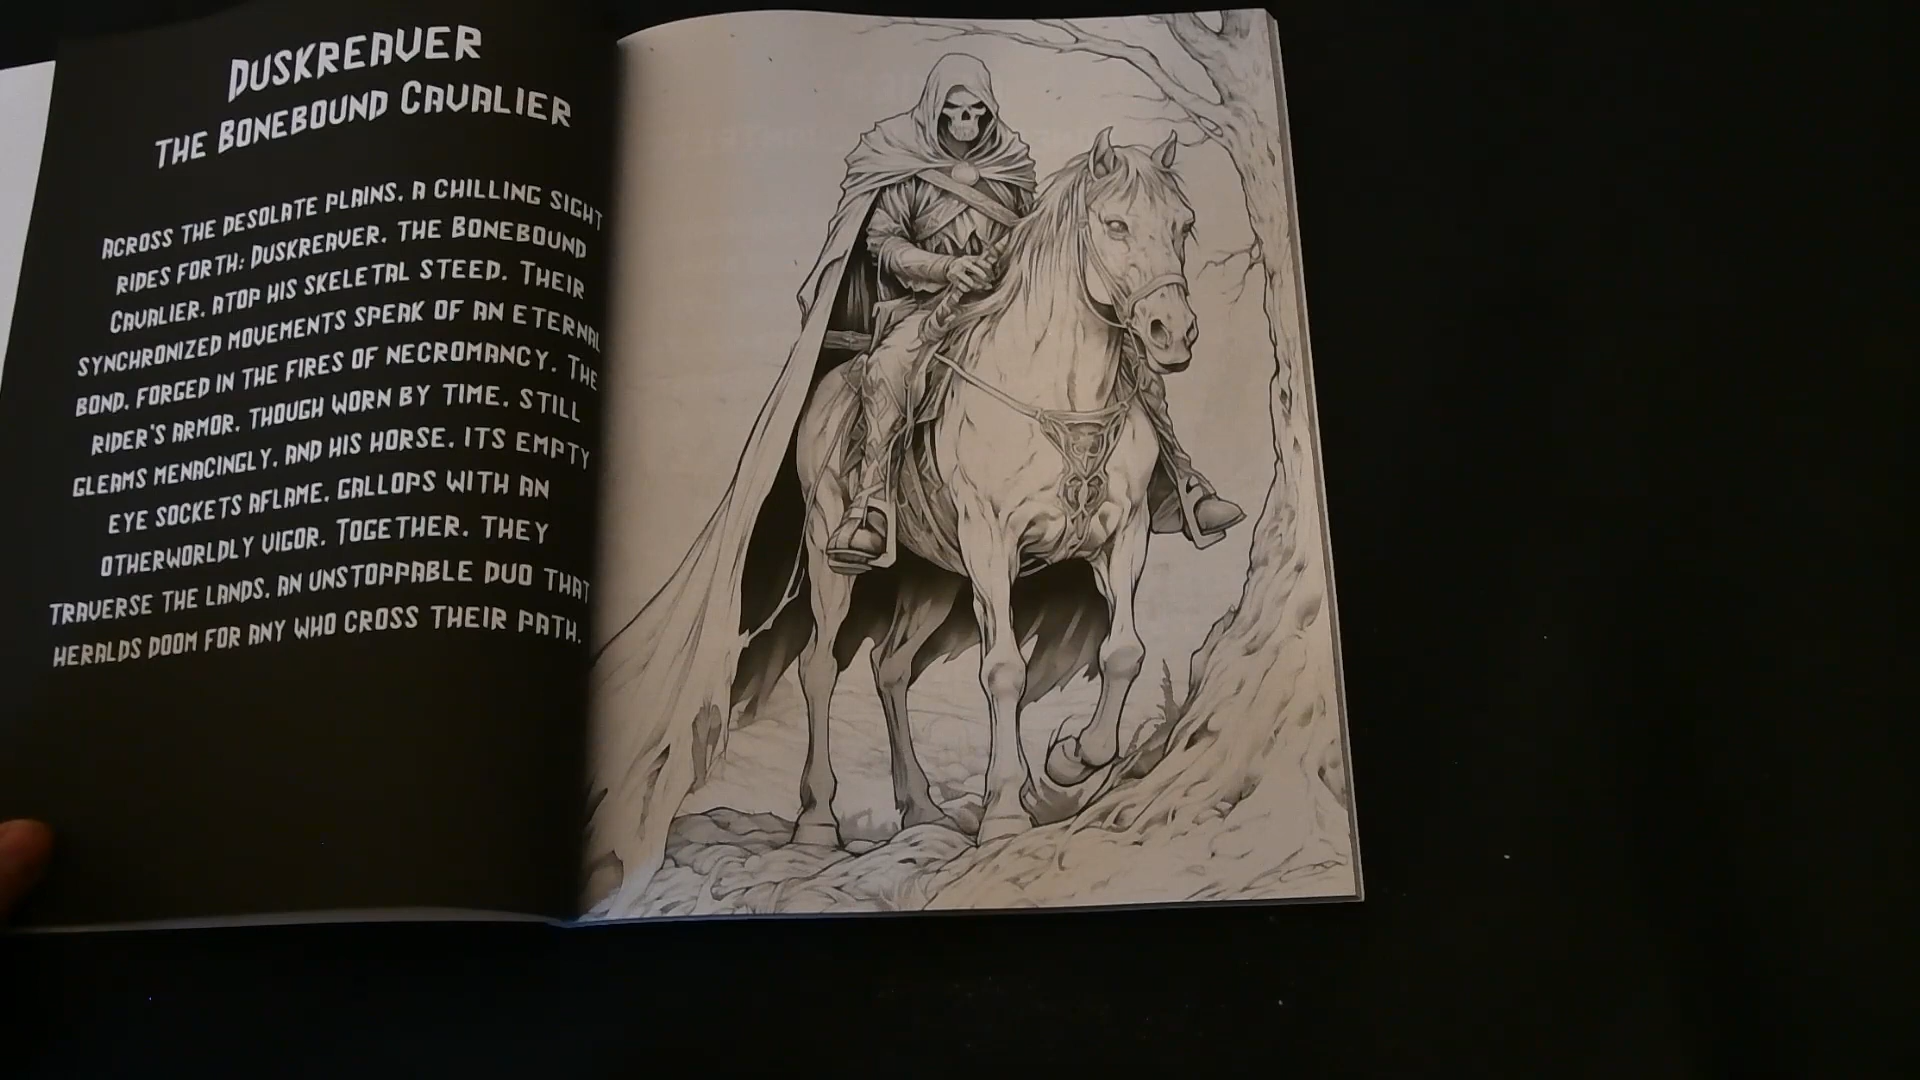 DUSKREAVER
THE BONEBOUND CAVALIER
ACROSS THE DESOLATE PLAINS, A CHILLING SIGHT
RIDES FORTH: DUSKREAVER, THE BONEBOUND
CAVALIER, ATOP HIS SKELETAL STEED. THEIR
SYNCHRONIZED MOVEMENTS SPEAK OF AN ETERNAL
BOND, FORGED IN THE FIRES OF NECROMANCY. THE
RIDER'S ARMOR, THOUGH WORN BY TIME, STILL
GLEAMS MENACINGLY, AND HIS HORSE, ITS EMPTY
EYE SOCKETS AFLAME, GALLOPS WITH AN
OTHERWORLDLY VIGOR. TOGETHER, THEY
TRAVERSE THE LANDS, AN UNSTOPPABLE DUO THAT
HERALDS DOOM FOR ANY WHO CROSS THEIR PATH.